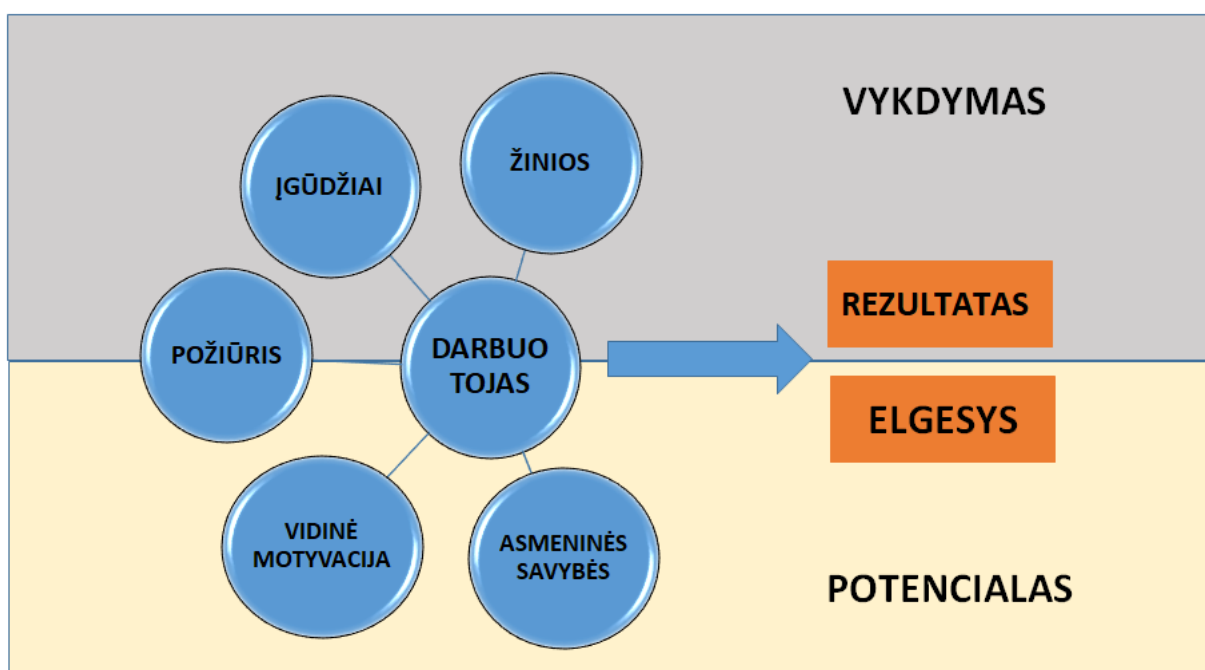 VYKDYMAS
ŽINIOS
ĮGŪDŽIAI
REZULTATAS
POŽIŪRIS
DARBUO
TOJAS
ELGESYS
VIDINĖ
MOTYVACIJA
ASMENINĖS
SAVYBĖS
POTENCIALAS